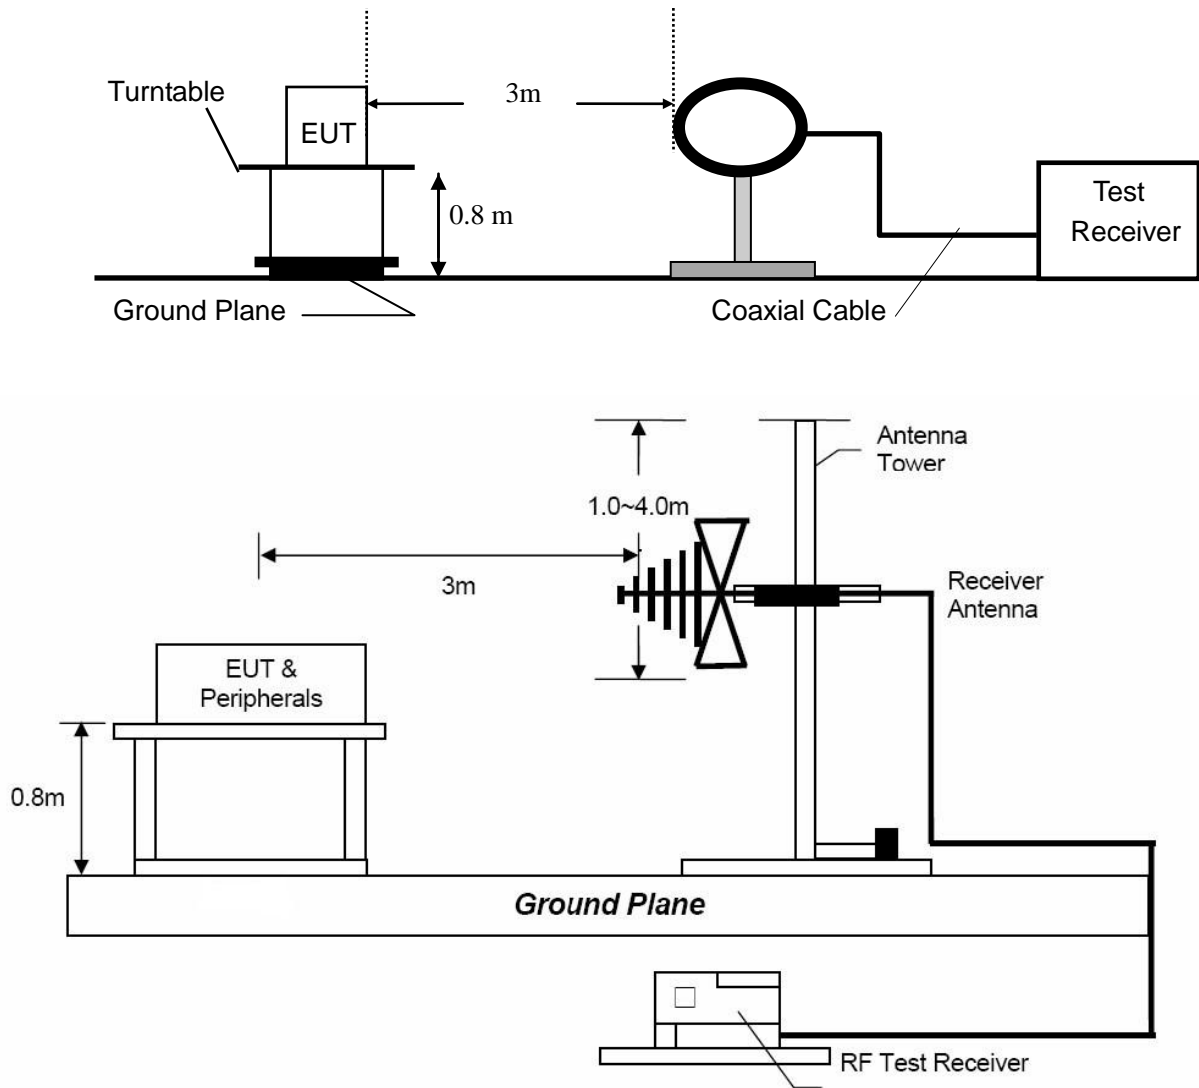 Turntable
3m
EUT
0.8 m
Test
Receiver
Ground Plane
Coaxial Cable
Antenna
Tower
1.0~4.0m
3m
Receiver
Antenna
EUT &
Peripherals
0.8m
Ground Plane
RF Test Receiver